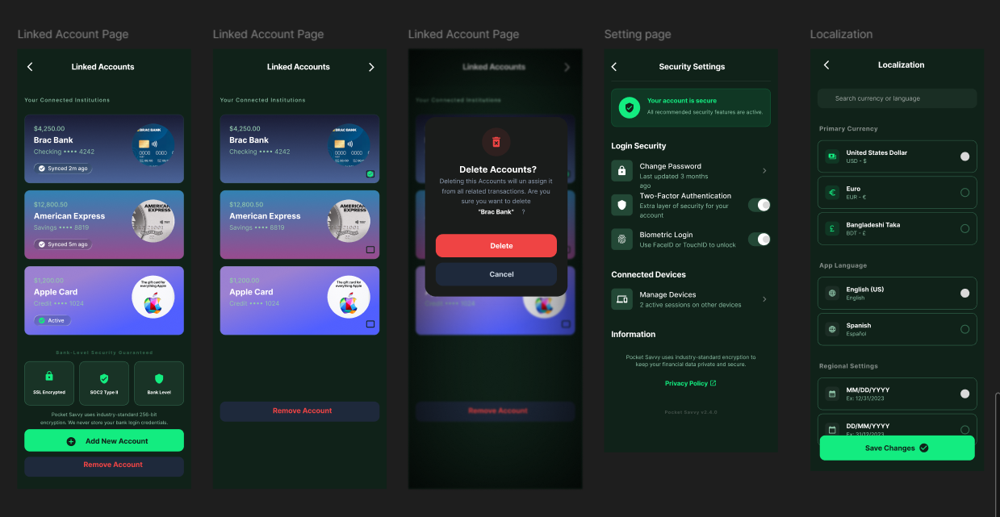 Linked Account Page
Linked Accounts
Your Connected Institutions
$4,250.00
Brac Bank
Checking •••• 4242
Synced 2m ago
BRAC BANK
$12,800.50
American Express
Savings •••• 8819
Synced 5m ago
AMERICAN
EXPRESS
$1,200.00
Apple Card
Credit •••• 1024
Active
The gift card for
everything Apple
Bank-Level Security Guaranteed
SSL Encrypted
SOC2 Type II
Bank Level
Pocket Savvy uses industry-standard 256-bit
encryption. We never store your bank login credentials.
Add New Account
Remove Account
Linked Account Page
Linked Accounts
Your Connected Institutions
$4,250.00
Brac Bank
Checking •••• 4242
BRAC BANK
$12,800.50
American Express
Savings •••• 8819
AMERICAN
EXPRESS
$1,200.00
Apple Card
Credit •••• 1024
The gift card for
everything Apple
Remove Account
Linked Account Page
Linked Accounts
Your Connected Institutions
Delete Accounts?
Deleting this Accounts will un assign it
from all related transactions. Are you
sure you want to delete
"Brac Bank" ?
Delete
Cancel
Credit •••• 1024
Remove Account
Setting page
Security Settings
Your account is secure
All recommended security features are active.
Login Security
Change Password
Last updated 3 months
ago
Two-Factor Authentication
Extra layer of security for your
account
Biometric Login
Use FaceID or TouchID to unlock
Connected Devices
Manage Devices
2 active sessions on other devices
Information
Pocket Savvy uses industry-standard encryption to
keep your financial data private and secure.
Privacy Policy
Pocket Savvy v2.4.0
Localization
Localization
Search currency or language
Primary Currency
United States Dollar
USD - $
Euro
EUR - €
Bangladeshi Taka
BDT - £
App Language
English (US)
English
Spanish
Español
Regional Settings
MM/DD/YYYY
Ex: 12/31/2023
DD/MM/YYYY
Ex: 31/12/2023
Save Changes